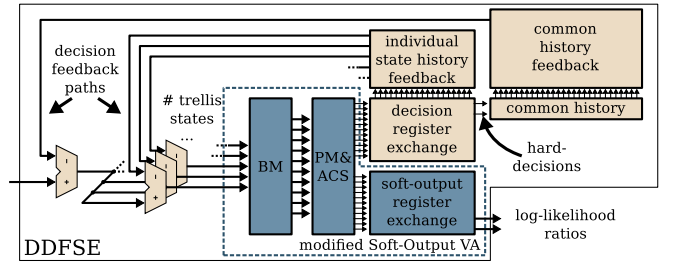 decision
feedback
paths
# trellis
states
...
individual
state history
feedback
common
history
feedback
decision
register
exchange
common history
hard-
decisions
BM
PM&
ACS
soft-output
register
exchange
log-likelihood
ratios
modified Soft-Output VA
DDFSE
-
+
-
+
-
-